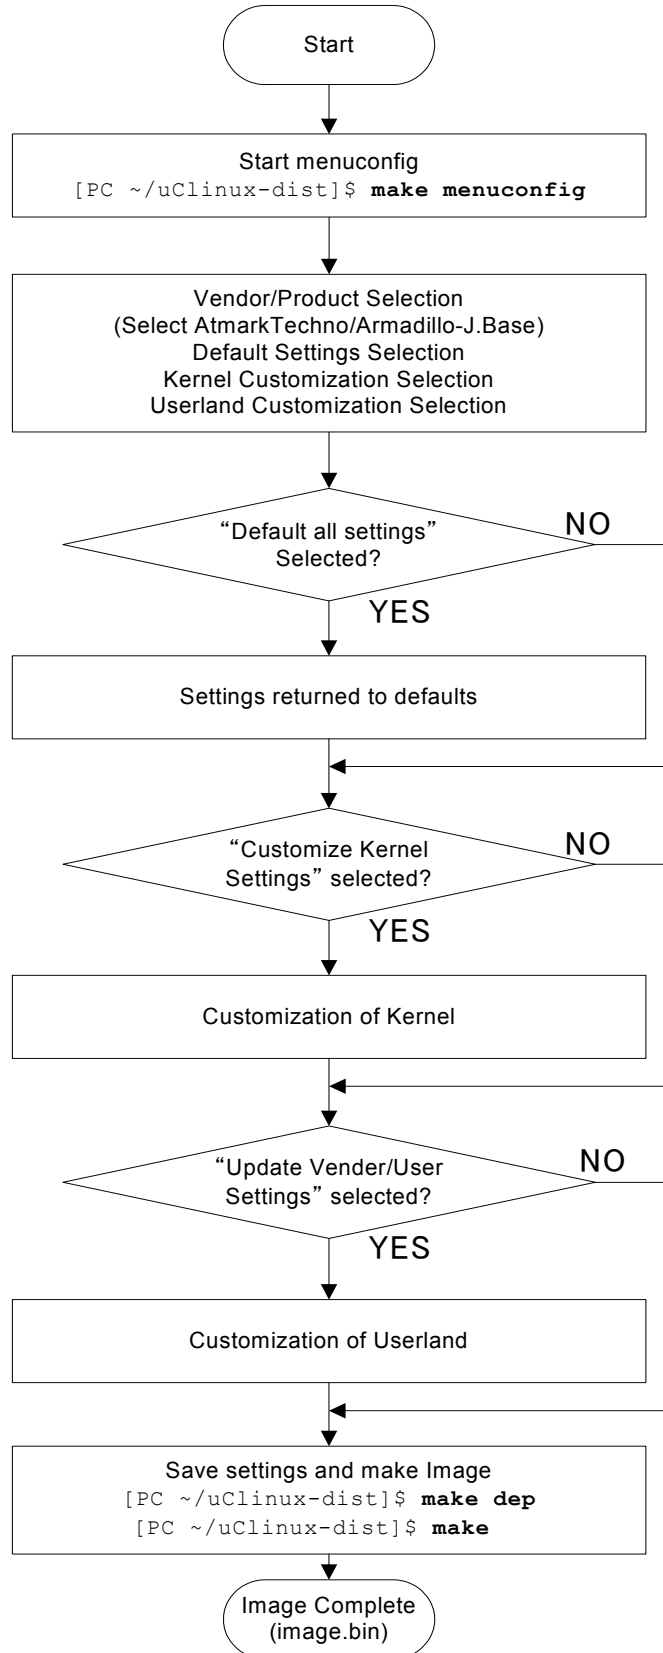 Start
Start menuconfig
[PC ~/uClinux-dist]$ make menuconfig
Vendor/Product Selection
(Select AtmarkTechno/Armadillo-J.Base)
Default Settings Selection
Kernel Customization Selection
Userland Customization Selection
“Default all settings”
Selected?
NO
YES
Settings returned to defaults
“Customize Kernel
Settings” selected?
NO
YES
Customization of Kernel
“Update Vender/User
Settings” selected?
NO
YES
Customization of Userland
Save settings and make Image
[PC ~/uClinux-dist]$ make dep
[PC ~/uClinux-dist]$ make
Image Complete
(image.bin)